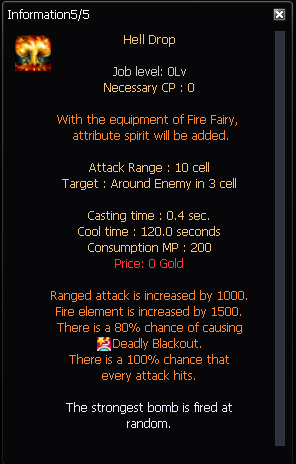 Information5/5
Hell Drop
Job level: 0Lv
Necessary CP : 0
With the equipment of Fire Fairy,
attribute spirit will be added.
Attack Range : 10 cell
Target : Around Enemy in 3 cell
Casting time : 0.4 sec.
Cool time : 120.0 seconds
Consumption MP : 200
Price: 0 Gold
Ranged attack is increased by 1000.
Fire element is increased by 1500.
There is a 80% chance of causing
Deadly Blackout.
There is a 100% chance that
every attack hits.
The strongest bomb is fired at
random.